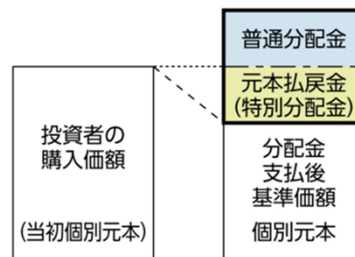 普通分配金
元本払戻金
(特別分配金)
投資者の
購入価額
(当初個別元本)
分配金
支払後
基準価額
個別元本